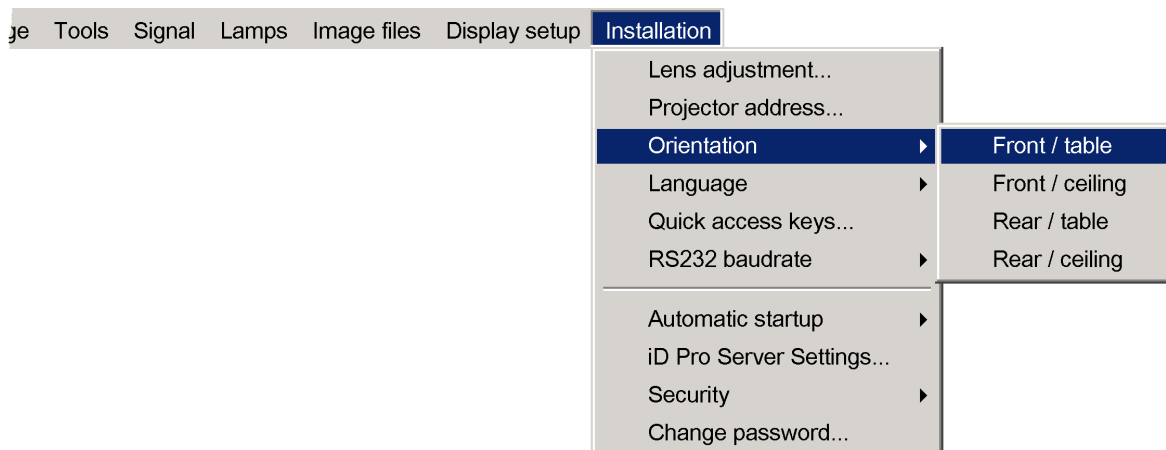 ge Tools Signal Lamps Image files Display setup Installation
Lens adjustment...
Projector address...
Orientation Front / table
Language Front / ceiling
Quick access keys... Rear / table
RS232 baudrate Rear / ceiling
Automatic startup
iD Pro Server Settings...
Security
Change password...